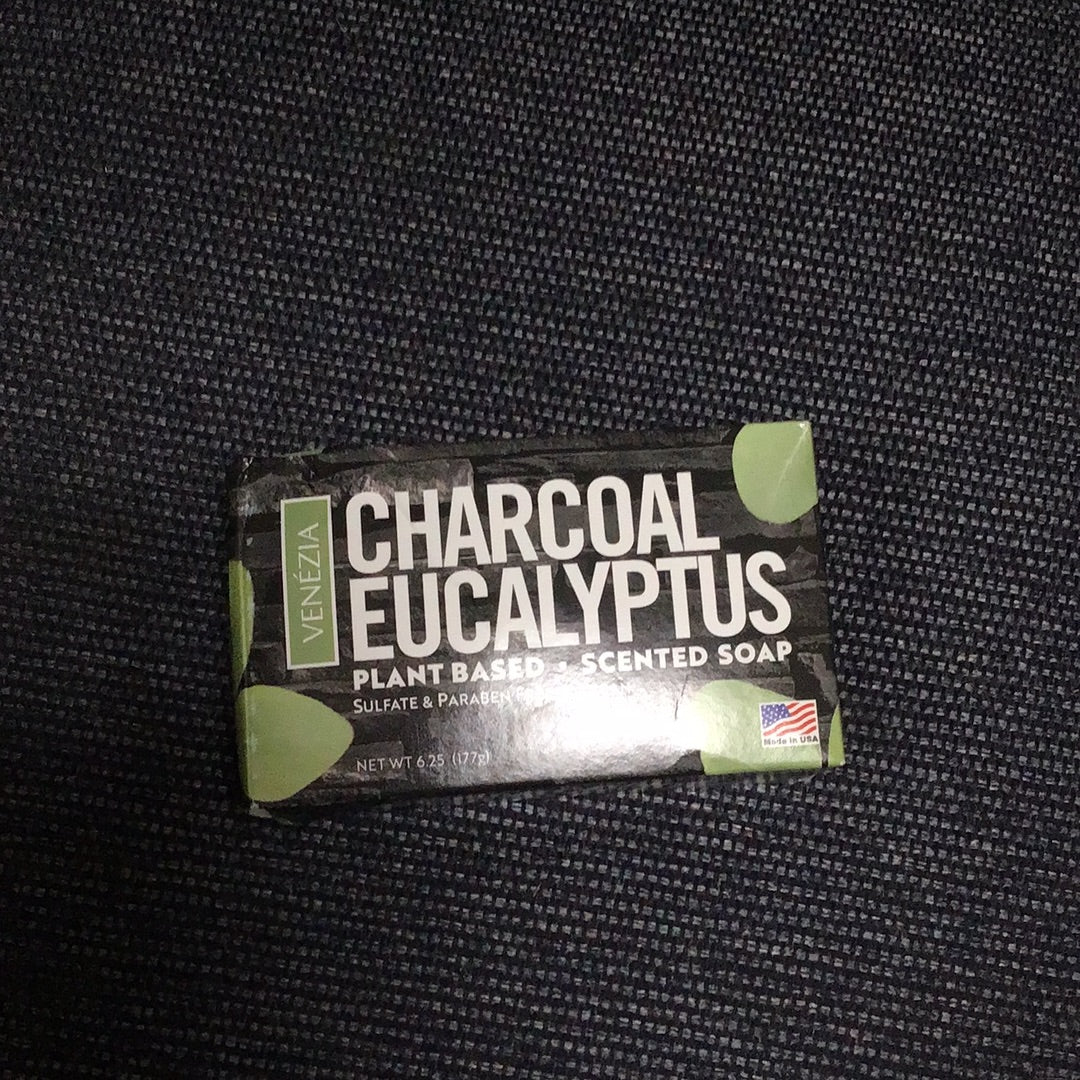 VENÉZIA
CHARCOAL
EUCALYPTUS
PLANT BASED • SCENTED SOAP
SULFATE & PARABEN
NET WT 6.25 (177g)
Made in USA